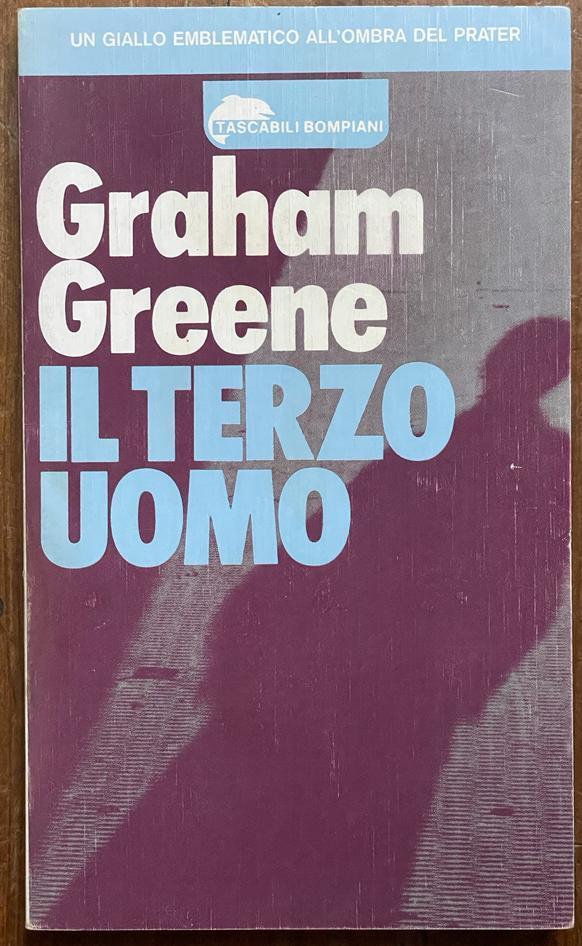 UN GIALLO EMBLEMATICO ALL'OMBRA DEL PRATER
TASCABILI BOMPIANI
Graham
Greene
IL TERZO
UOMO